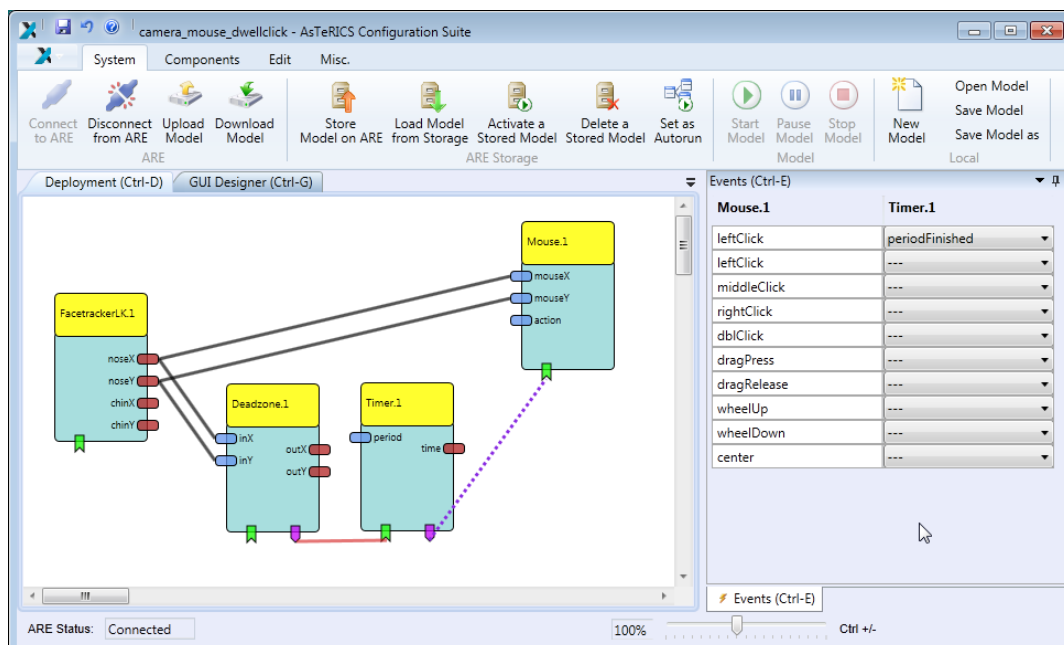 camera_mouse_dwellclick - AsTeRICS Configuration Suite
System Components Edit Misc.
Connect to ARE
Disconnect from ARE
Upload Model
Download Model
ARE
Store Model on ARE
Load Model from Storage
Activate a Stored Model
Delete a Stored Model
Set as Autorun
ARE Storage
Start Model
Pause Model
Stop Model
Model
New Model
Open Model
Save Model
Save Model as
Local
Deployment (Ctrl-D) GUI Designer (Ctrl-G)
Mouse.1
mouseX
mouseY
action
FacetrackerLK.1
noseX
noseY
chinX
chinY
Deadzone.1
inX
inY
outX
outY
Timer.1
period
time
Events (Ctrl-E)
Mouse.1 Timer.1
leftClick periodFinished
leftClick ---
middleClick ---
rightClick ---
dblClick ---
dragPress ---
dragRelease ---
wheelUp ---
wheelDown ---
center ---
Events (Ctrl-E)
ARE Status: Connected 100% Ctrl +/-